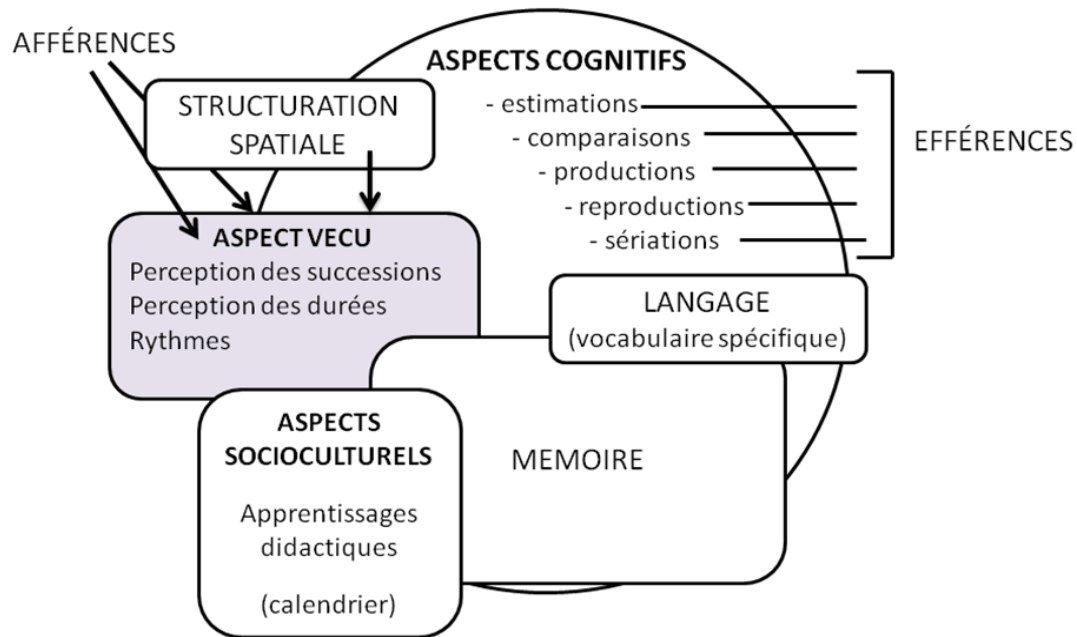 AFFÉRENCES
STRUCTURATION
SPATIALE
ASPECTS COGNITIFS
- estimations
- comparaisons
- productions
- reproductions
- sériations
EFFÉRENCES
ASPECT VECU
Perception des successions
Perception des durées
Rythmes
LANGAGE
(vocabulaire spécifique)
ASPECTS
SOCIOCULTURELS
Apprentissages
didactiques
(calendrier)
MEMOIRE